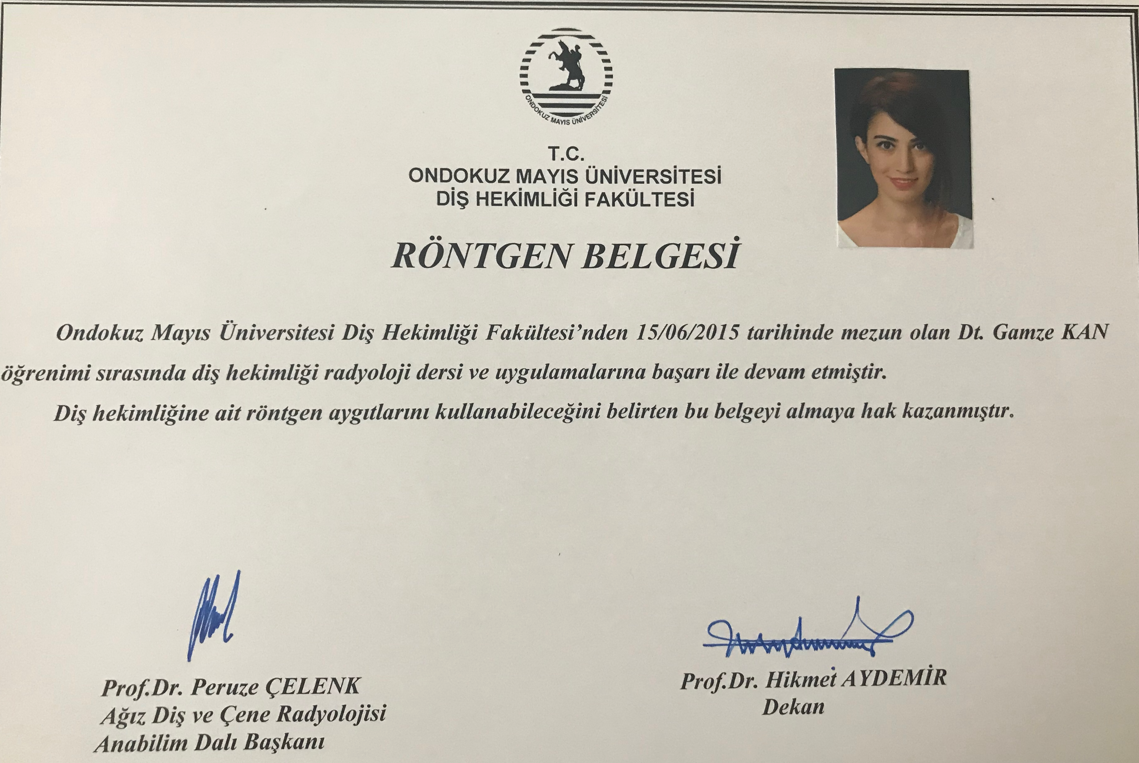 ONDOKUZ MAYIS ÜNİVERSİTESİ
T.C.
ONDOKUZ MAYIS ÜNİVERSİTESİ
DİŞ HEKİMLİĞİ FAKÜLTESİ
RÖNTGEN BELGESİ
Ondokuz Mayıs Üniversitesi Diş Hekimliği Fakültesi’nden 15/06/2015 tarihinde mezun olan Dt. Gamze KAN
öğrenimi sırasında diş hekimliği radyoloji dersi ve uygulamalarına başarı ile devam etmiştir.
Diş hekimliğine ait röntgen aygıtlarını kullanabileceğini belirten bu belgeyi almaya hak kazanmıştır.
Prof.Dr. Peruze ÇELENK
Ağız Diş ve Çene Radyolojisi
Anabilim Dalı Başkanı
Prof.Dr. Hikmet AYDEMİR
Dekan